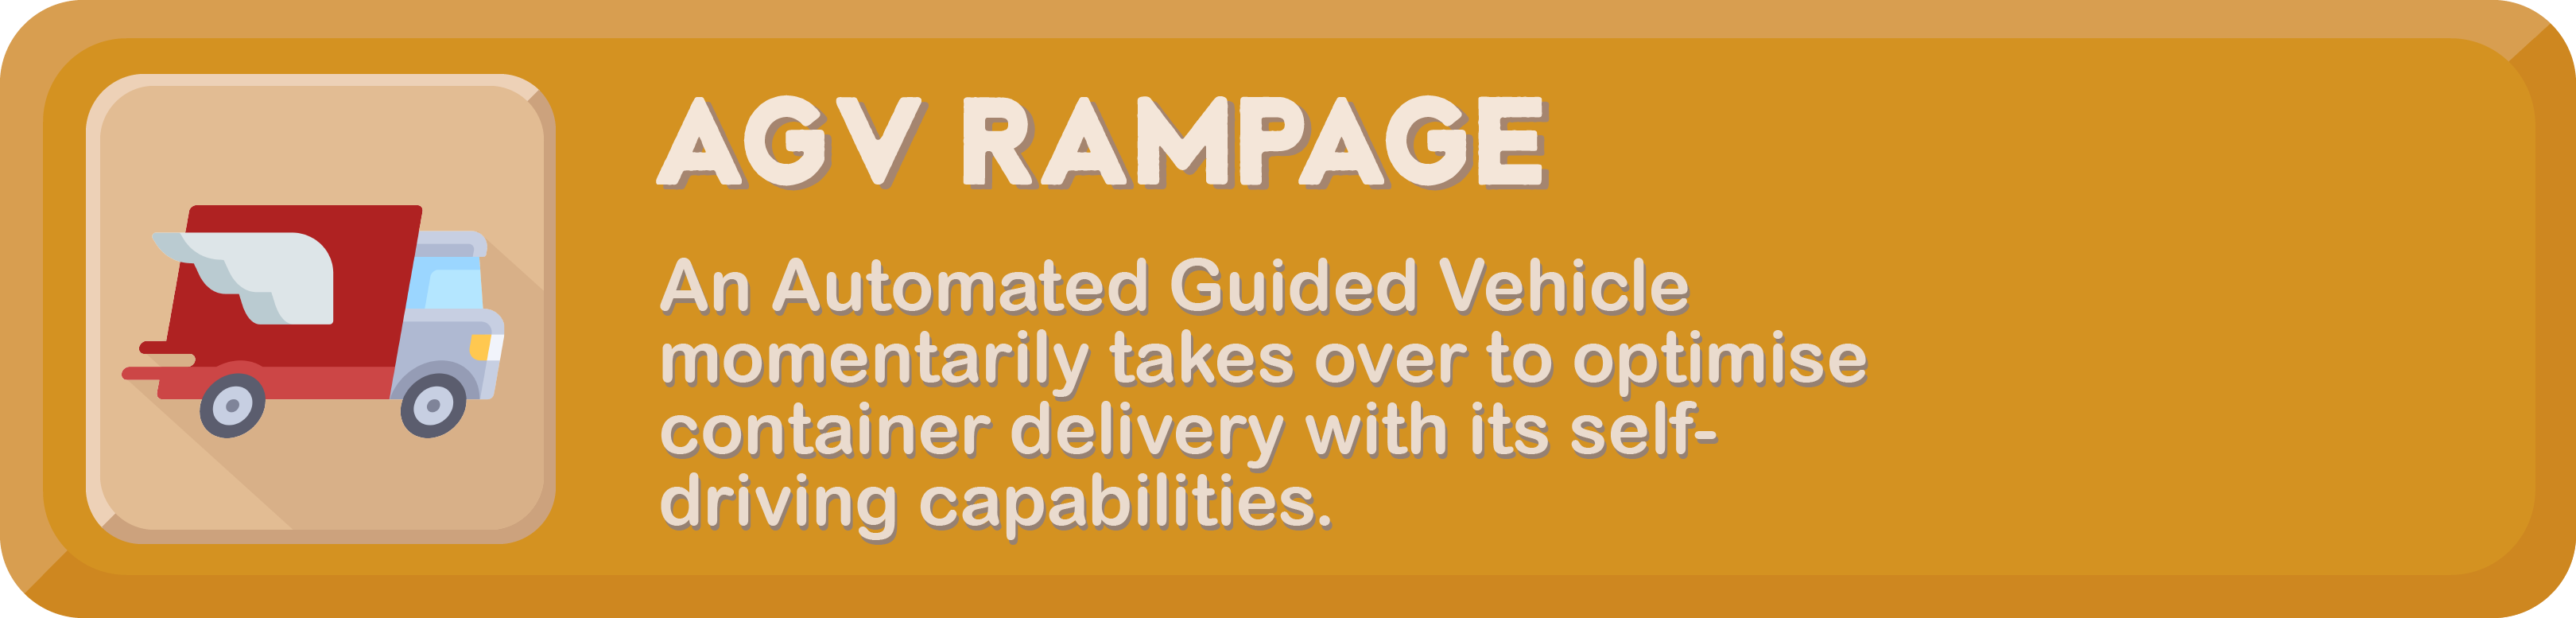 AGV RAMPAGE
An Automated Guided Vehicle
momentarily takes over to optimise
container delivery with its self-
driving capabilities.